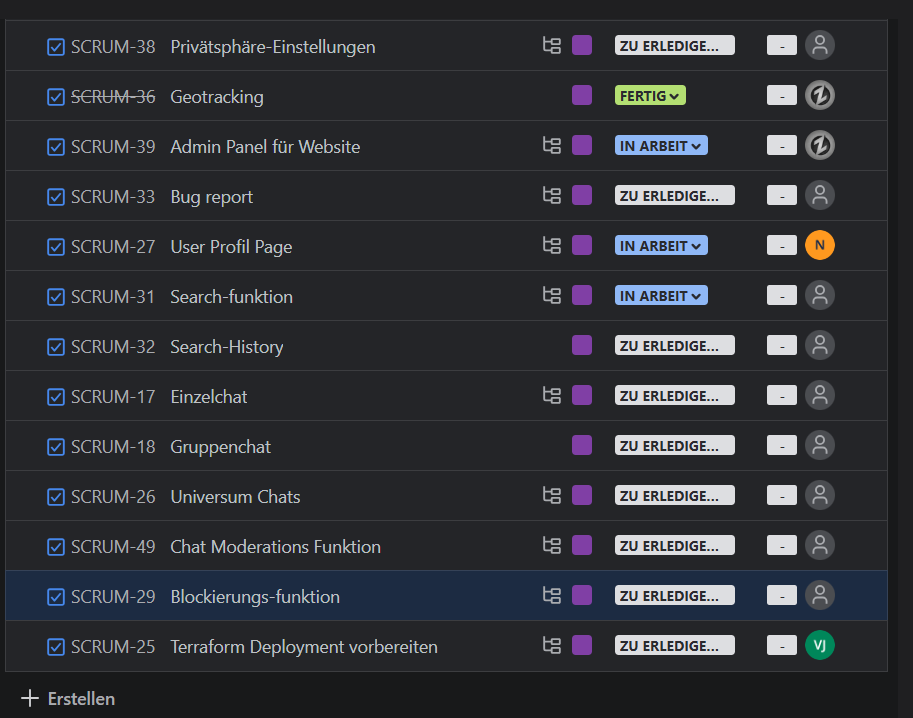 SCRUM-38 Privätsphäre-Einstellungen ZU ERLEDIGE... -
SCRUM-36 Geotracking FERTIG -
SCRUM-39 Admin Panel für Website IN ARBEIT -
SCRUM-33 Bug report ZU ERLEDIGE... -
SCRUM-27 User Profil Page IN ARBEIT - N
SCRUM-31 Search-funktion IN ARBEIT -
SCRUM-32 Search-History ZU ERLEDIGE... -
SCRUM-17 Einzelchat ZU ERLEDIGE... -
SCRUM-18 Gruppenchat ZU ERLEDIGE... -
SCRUM-26 Universum Chats ZU ERLEDIGE... -
SCRUM-49 Chat Moderations Funktion ZU ERLEDIGE... -
SCRUM-29 Blockierungs-funktion ZU ERLEDIGE... -
SCRUM-25 Terraform Deployment vorbereiten ZU ERLEDIGE... - VJ
+ Erstellen